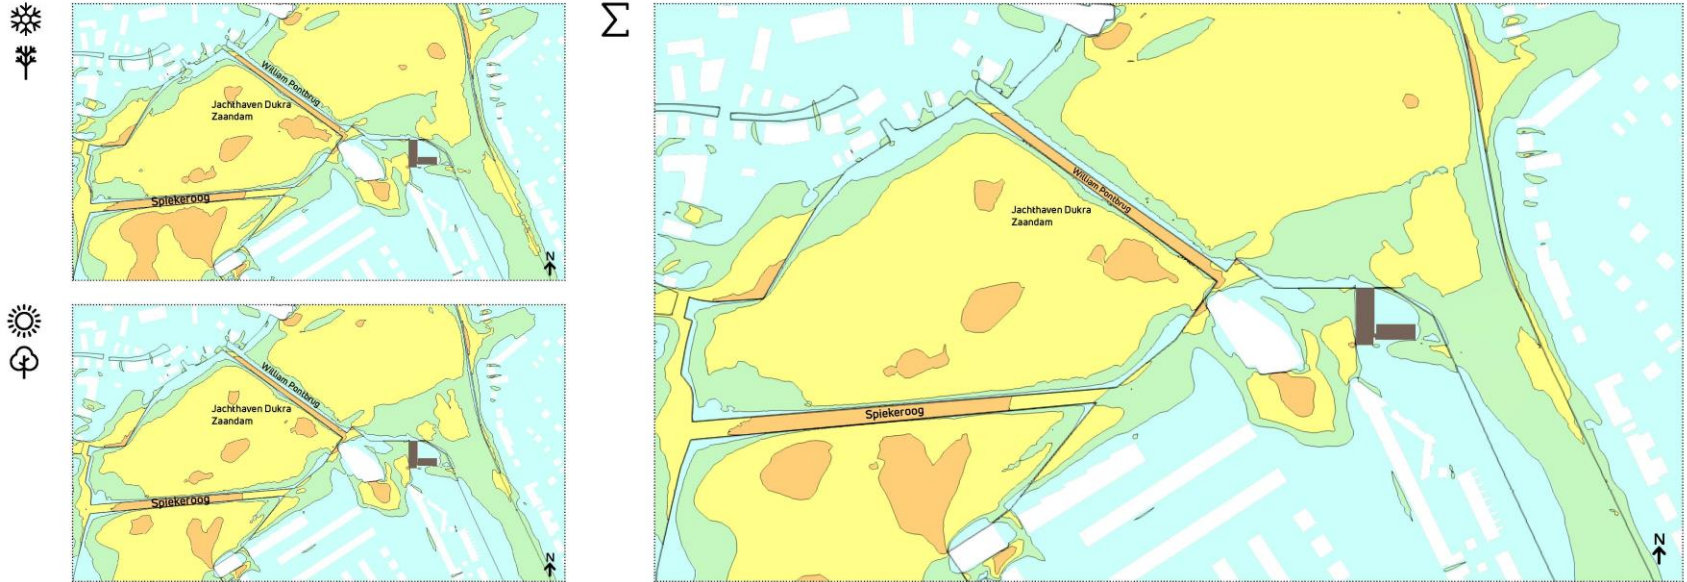 William Pontbrug
Jachthaven Dukra
Zaandam
Spiekeroog
N
William Pontbrug
Jachthaven Dukra
Zaandam
Spiekeroog
N
Σ
William Pontbrug
Jachthaven Dukra
Zaandam
Spiekeroog
N